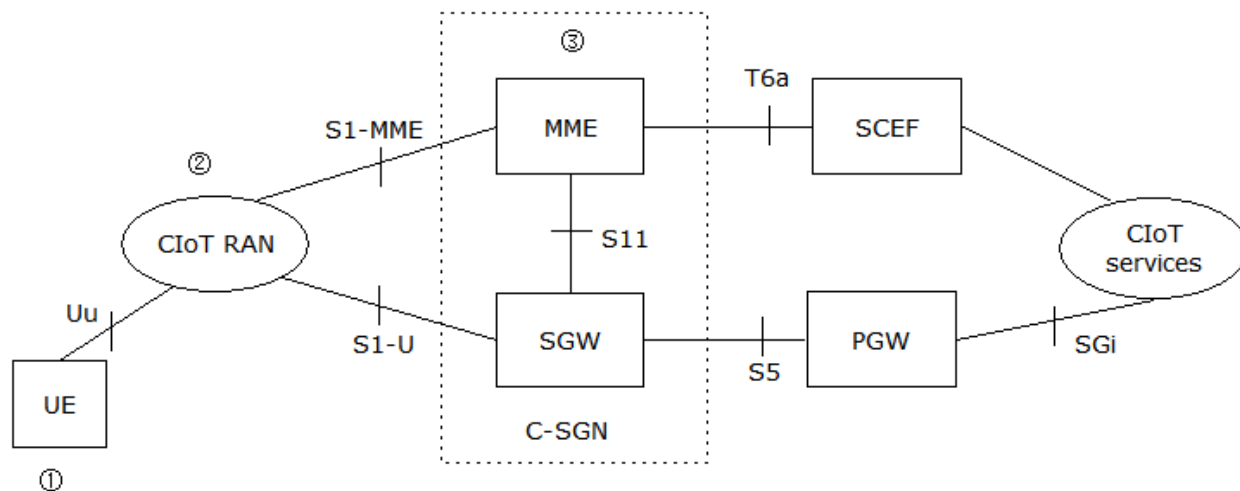 ③
T6a
MME
SCEF
S1-MME
②
CIoT RAN
S11
CIoT
services
Uu
S1-U
SGW
S5
PGW
SGi
UE
C-SGN
①